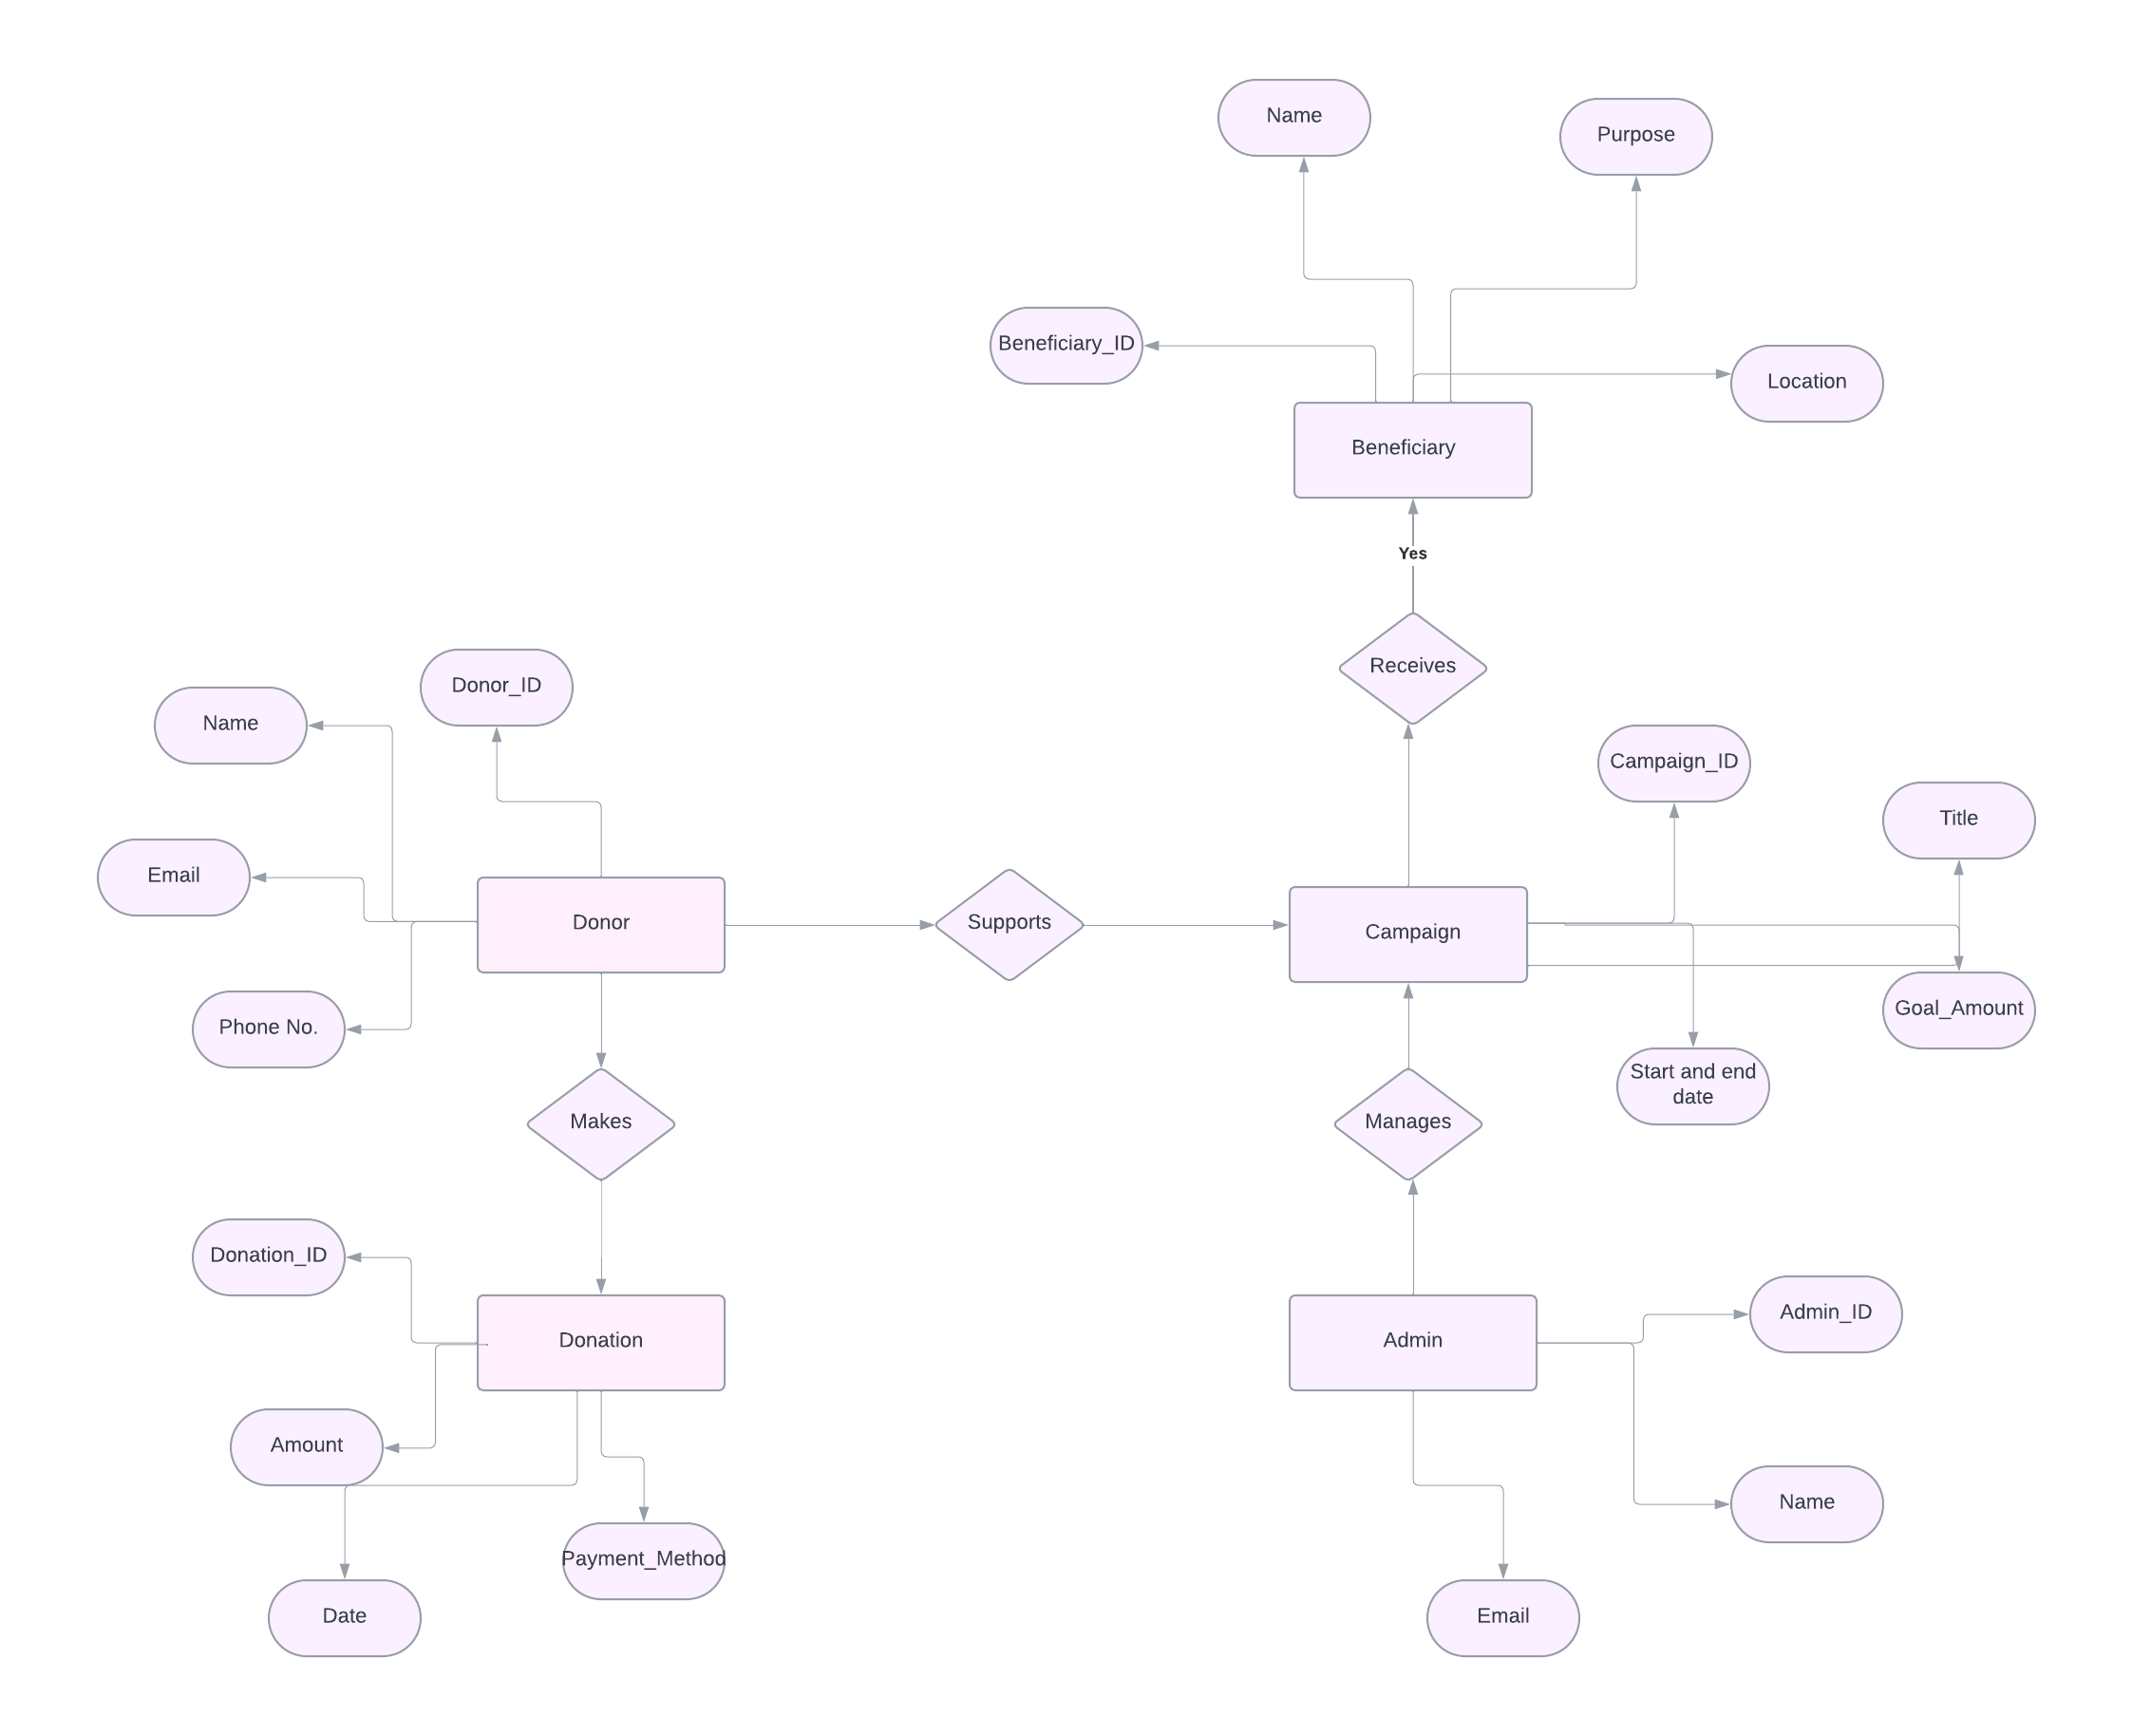 Name
Purpose
Beneficiary_ID
Location
Beneficiary
Yes
Receives
Donor_ID
Name
Campaign_ID
Title
Email
Donor
Supports
Campaign
Goal_Amount
Phone No.
Start and end
date
Makes
Manages
Donation_ID
Donation
Admin
Admin_ID
Amount
Name
Payment_Method
Date
Email